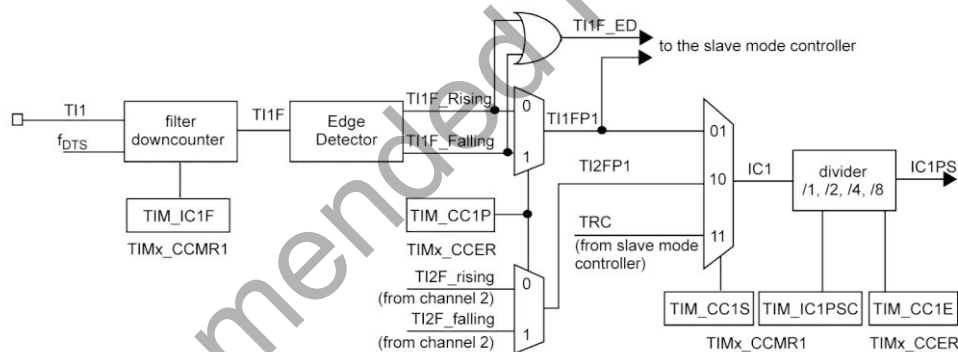 TI1F_ED
to the slave mode controller
TI1
f_DTS
filter
downcounter
TI1F
Edge
Detector
TI1F_Rising
TI1F_Falling
0
1
TI1FP1
TI2FP1
TRC
(from slave mode
controller)
01
10
11
IC1
divider
/1, /2, /4, /8
IC1PS
TIM_IC1F
TIMx_CCMR1
TIM_CC1P
TIMx_CCER
TI2F_rising
(from channel 2)
TI2F_falling
(from channel 2)
0
1
TIM_CC1S
TIM_IC1PSC
TIM_CC1E
TIMx_CCMR1
TIMx_CCER
mended